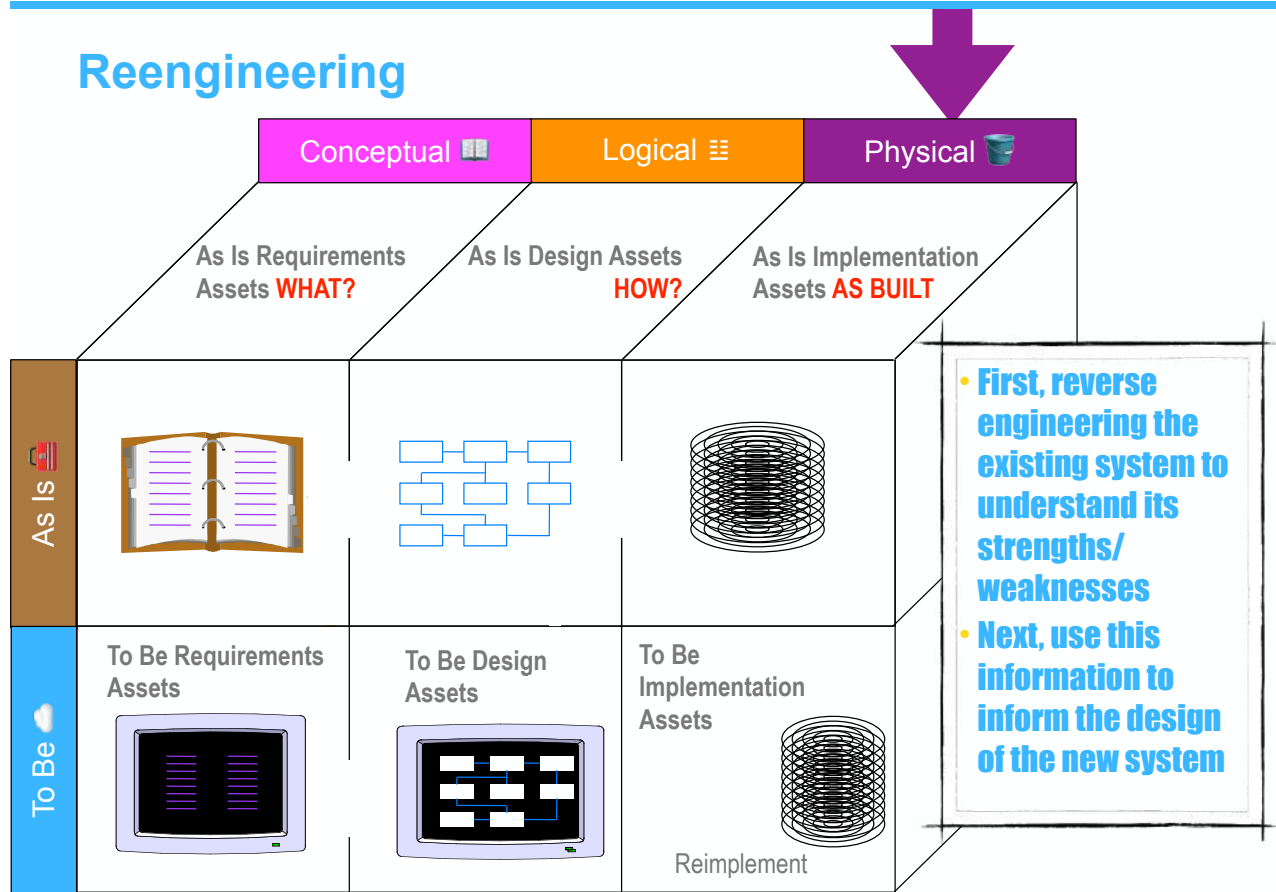 Reengineering
Conceptual
Logical
Physical
As Is Requirements
Assets WHAT?
As Is Design Assets
HOW?
As Is Implementation
Assets AS BUILT
As Is
• First, reverse
engineering the
existing system to
understand its
strengths/
weaknesses
• Next, use this
information to
inform the design
of the new system
To Be
To Be Requirements
Assets
To Be Design
Assets
To Be
Implementation
Assets
Reimplement